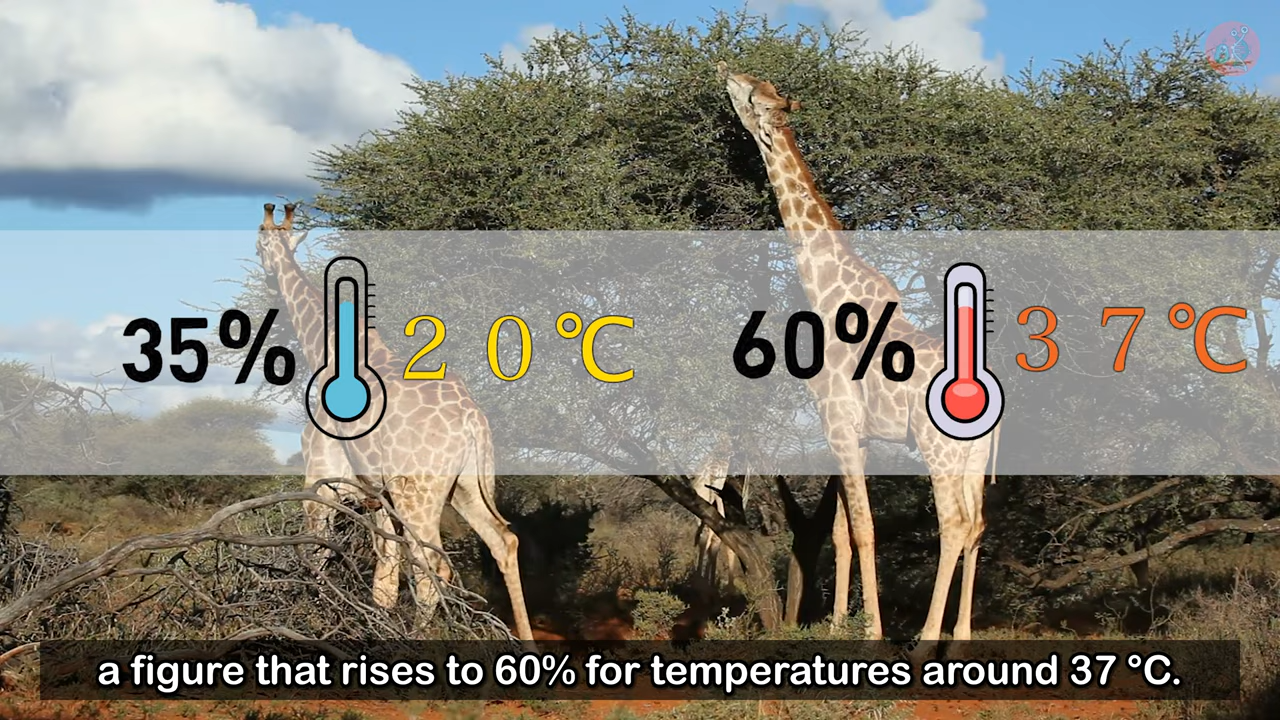 35% 20℃ 60% 37℃
a figure that rises to 60% for temperatures around 37 °C.